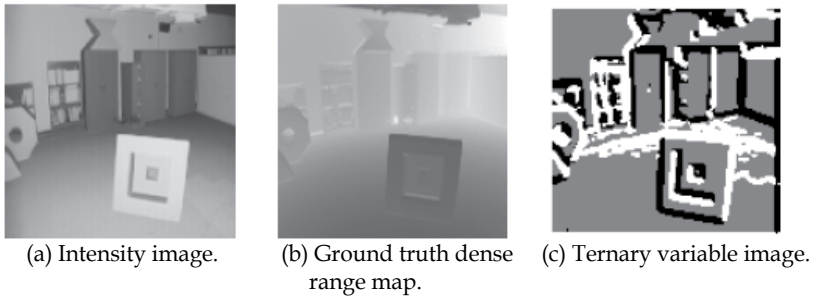 (a) Intensity image.
(b) Ground truth dense
range map.
(c) Ternary variable image.